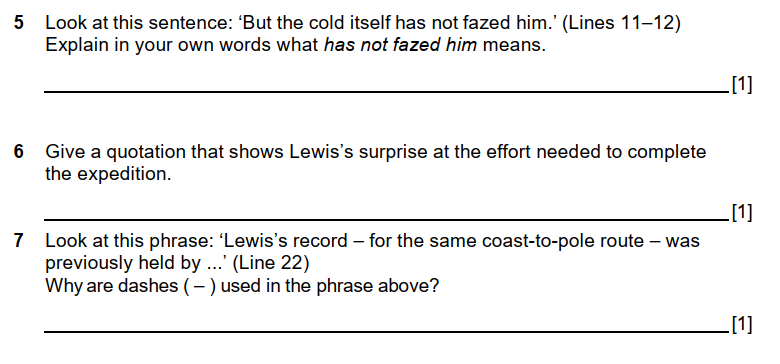 5 Look at this sentence: ‘But the cold itself has not fazed him.’ (Lines 11–12)
Explain in your own words what has not fazed him means.
[1]
6 Give a quotation that shows Lewis’s surprise at the effort needed to complete
the expedition.
[1]
7 Look at this phrase: ‘Lewis’s record – for the same coast-to-pole route – was
previously held by ...’ (Line 22)
Why are dashes ( – ) used in the phrase above?
[1]